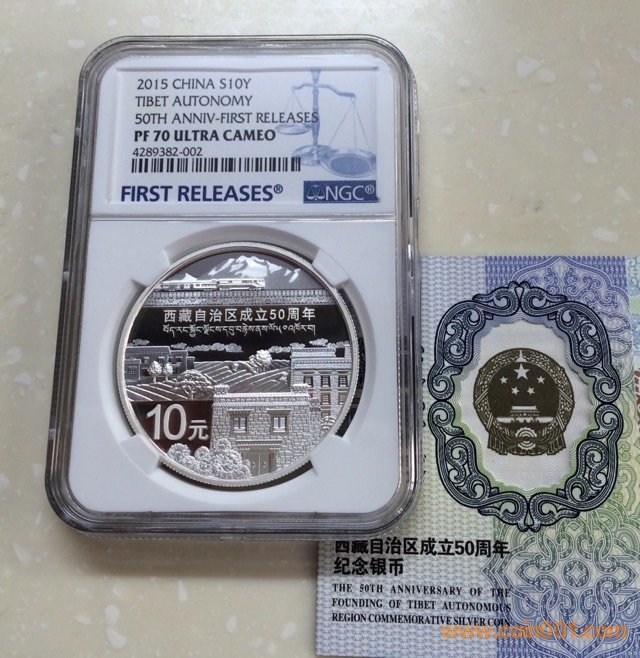 2015 CHINA S10Y
TIBET AUTONOMY
50TH ANNIV-FIRST RELEASES
PF 70 ULTRA CAMEO
4289382-002
FIRST RELEASES®
NGC®
西藏自治区成立50周年
10元
西藏自治区成立50周年
纪念银币
THE 50TH ANNIVERSARY OF THE
FOUNDING OF TIBET AUTONOMOUS
REGION COMMEMORATIVE SILVER COIN
www.coin001.com